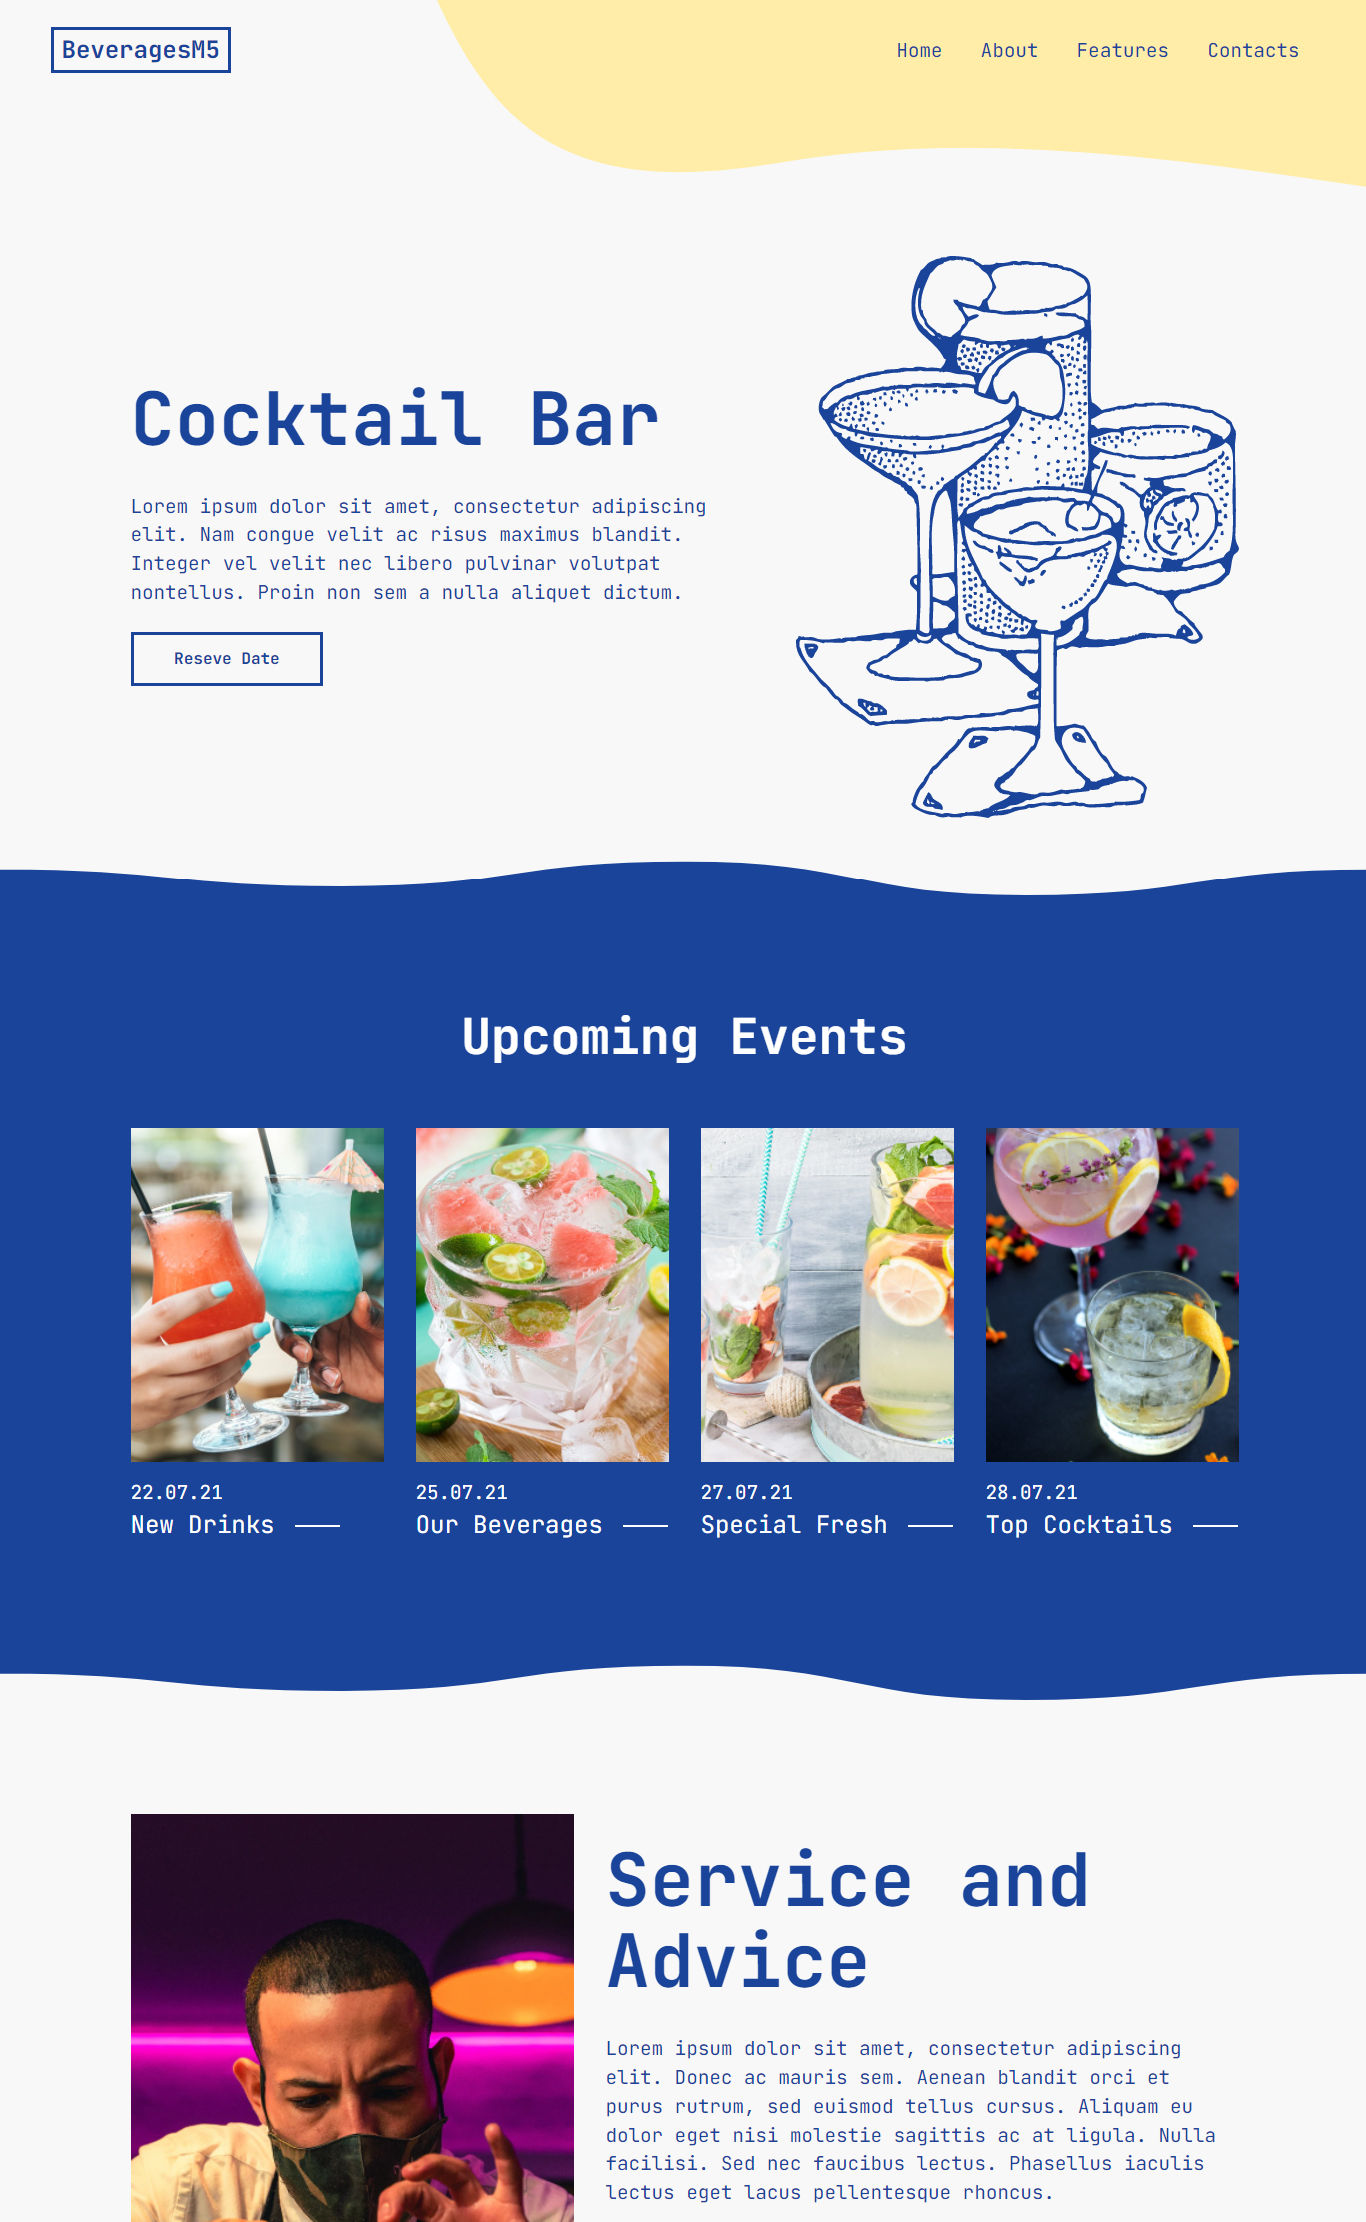 BeveragesM5
Home About Features Contacts
Cocktail Bar
Lorem ipsum dolor sit amet, consectetur adipiscing
elit. Nam congue velit ac risus maximus blandit.
Integer vel velit nec libero pulvinar volutpat
nontellus. Proin non sem a nulla aliquet dictum.
Reseve Date
Upcoming Events
22.07.21
New Drinks
25.07.21
Our Beverages
27.07.21
Special Fresh
28.07.21
Top Cocktails
Service and
Advice
Lorem ipsum dolor sit amet, consectetur adipiscing
elit. Donec ac mauris sem. Aenean blandit orci et
purus rutrum, sed euismod tellus cursus. Aliquam eu
dolor eget nisi molestie sagittis ac at ligula. Nulla
facilisi. Sed nec faucibus lectus. Phasellus iaculis
lectus eget lacus pellentesque rhoncus.